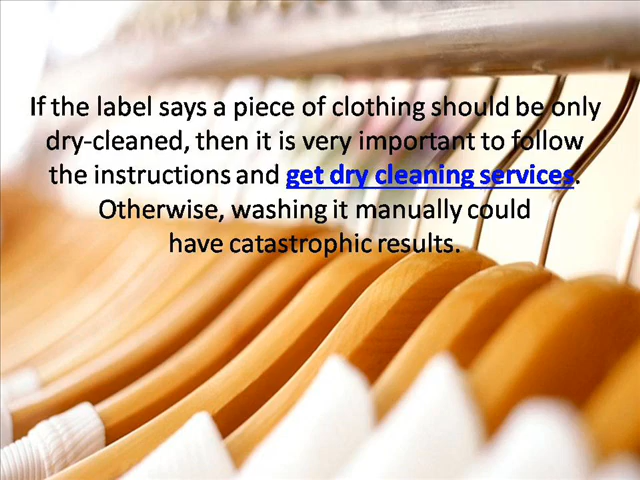 If the label says a piece of clothing should be only
dry-cleaned, then it is very important to follow
the instructions and get dry cleaning services.
Otherwise, washing it manually could
have catastrophic results.